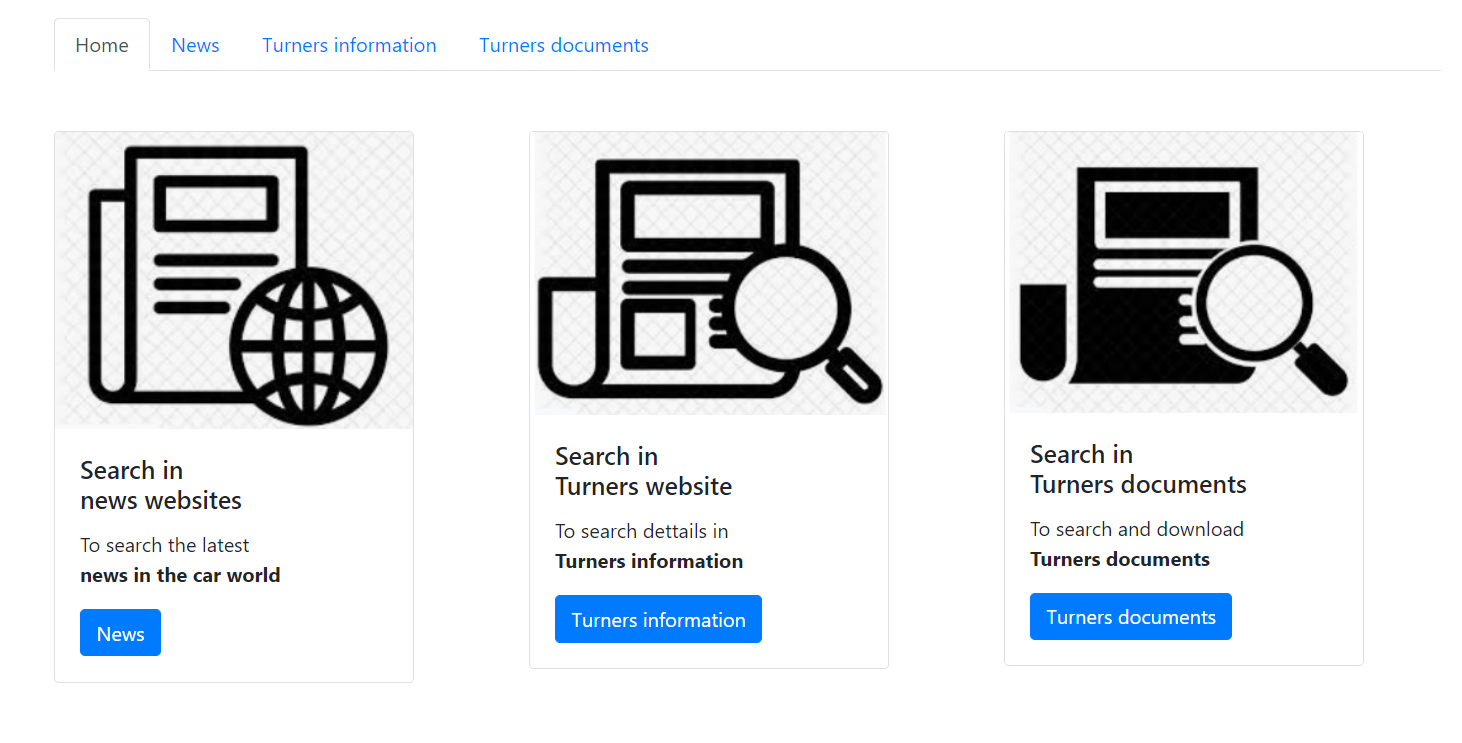 Home News Turners information Turners documents
Search in
news websites
To search the latest
news in the car world
News
Search in
Turners website
To search dettails in
Turners information
Turners information
Search in
Turners documents
To search and download
Turners documents
Turners documents